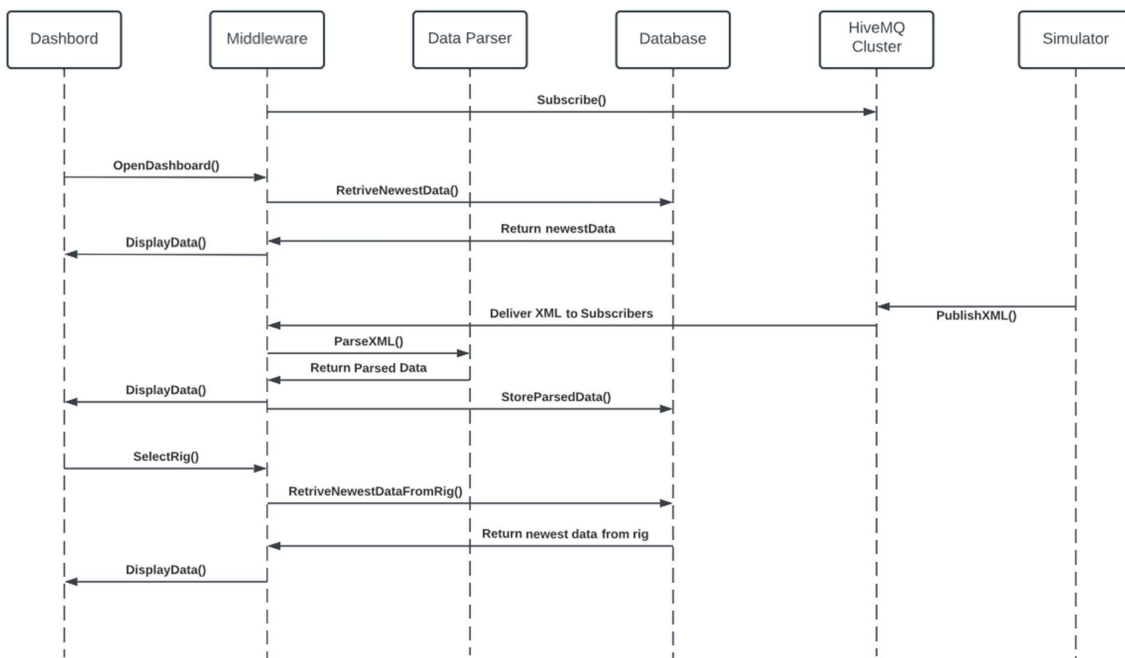 Dashbord
Middleware
Data Parser
Database
HiveMQ
Cluster
Simulator
Subscribe()
OpenDashboard()
RetriveNewestData()
Return newestData
DisplayData()
PublishXML()
Deliver XML to Subscribers
ParseXML()
Return Parsed Data
DisplayData()
StoreParsedData()
SelectRig()
RetriveNewestDataFromRig()
Return newest data from rig
DisplayData()